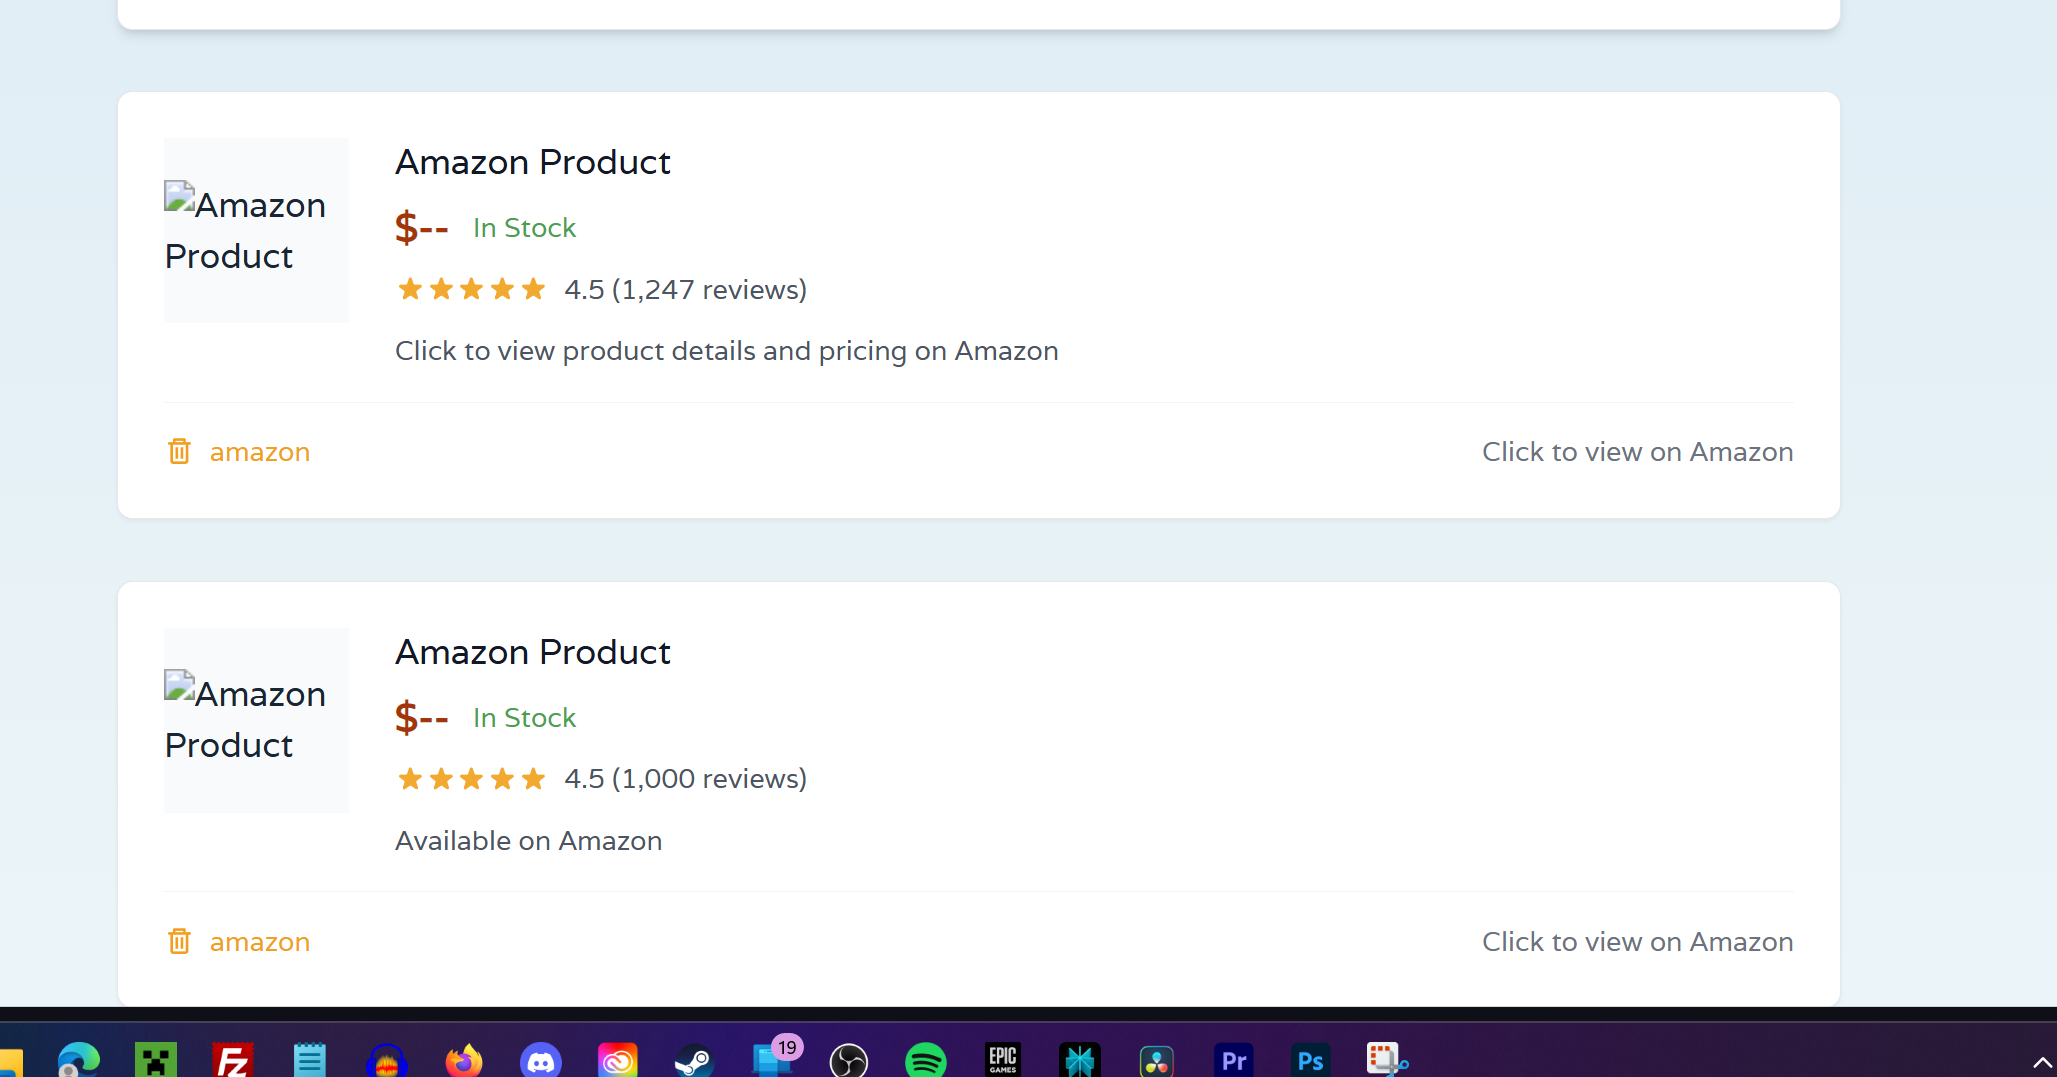 Amazon Product
Amazon
Product
$-- In Stock
4.5 (1,247 reviews)
Click to view product details and pricing on Amazon
amazon
Click to view on Amazon
Amazon Product
Amazon
Product
$-- In Stock
4.5 (1,000 reviews)
Available on Amazon
amazon
Click to view on Amazon
Fz
19
EPIC
GAMES
Pr
Ps